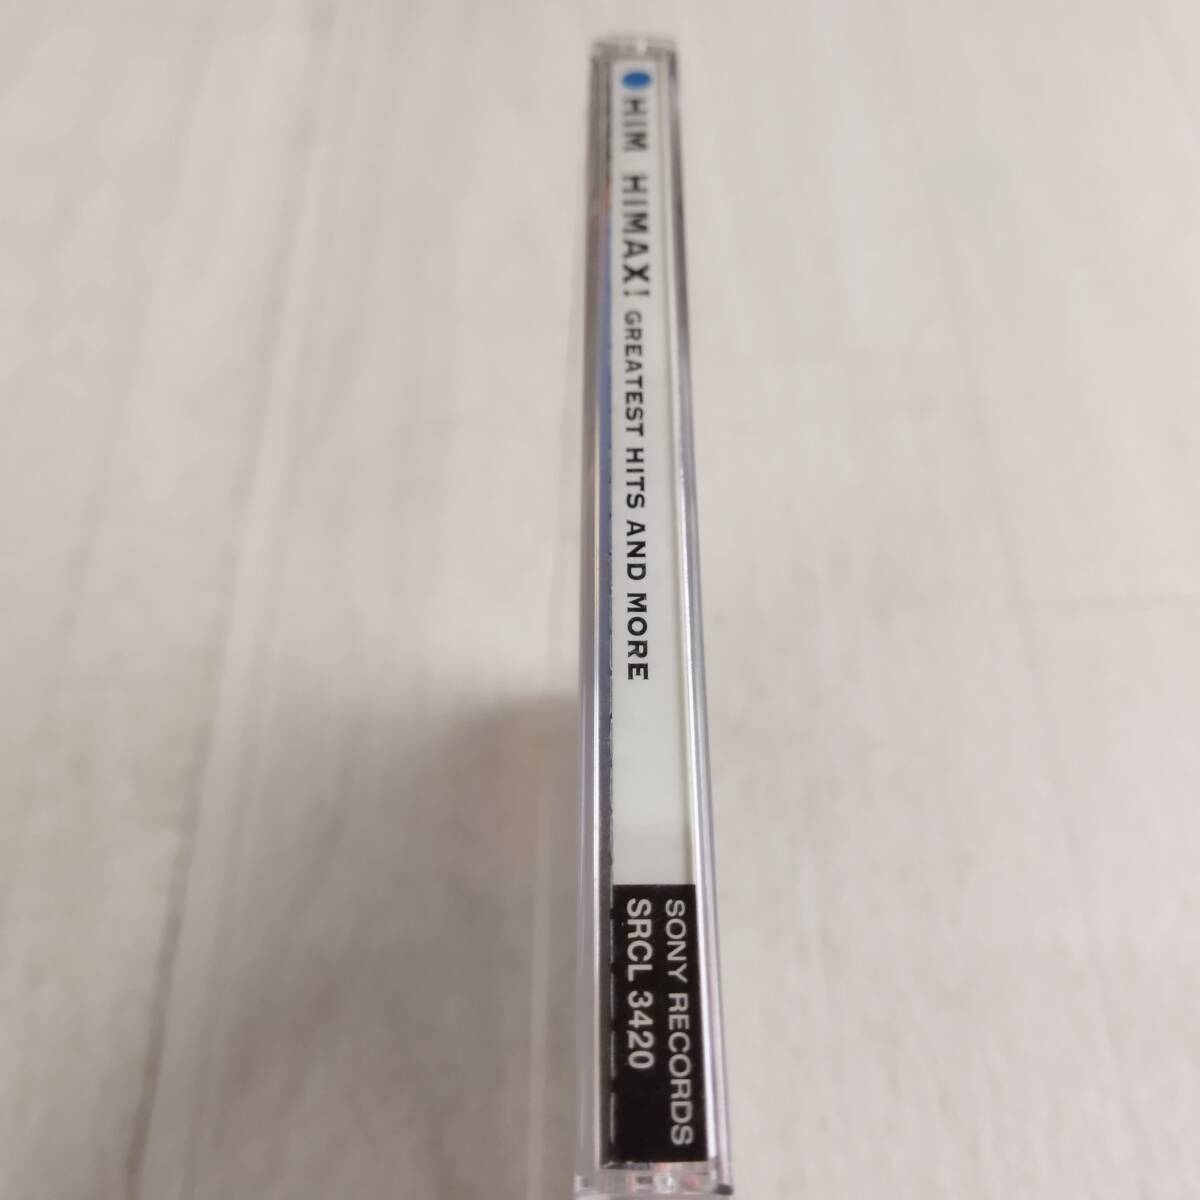 HIM HIMAX! GREATEST HITS AND MORE
SONY RECORDS
SRCL 3420